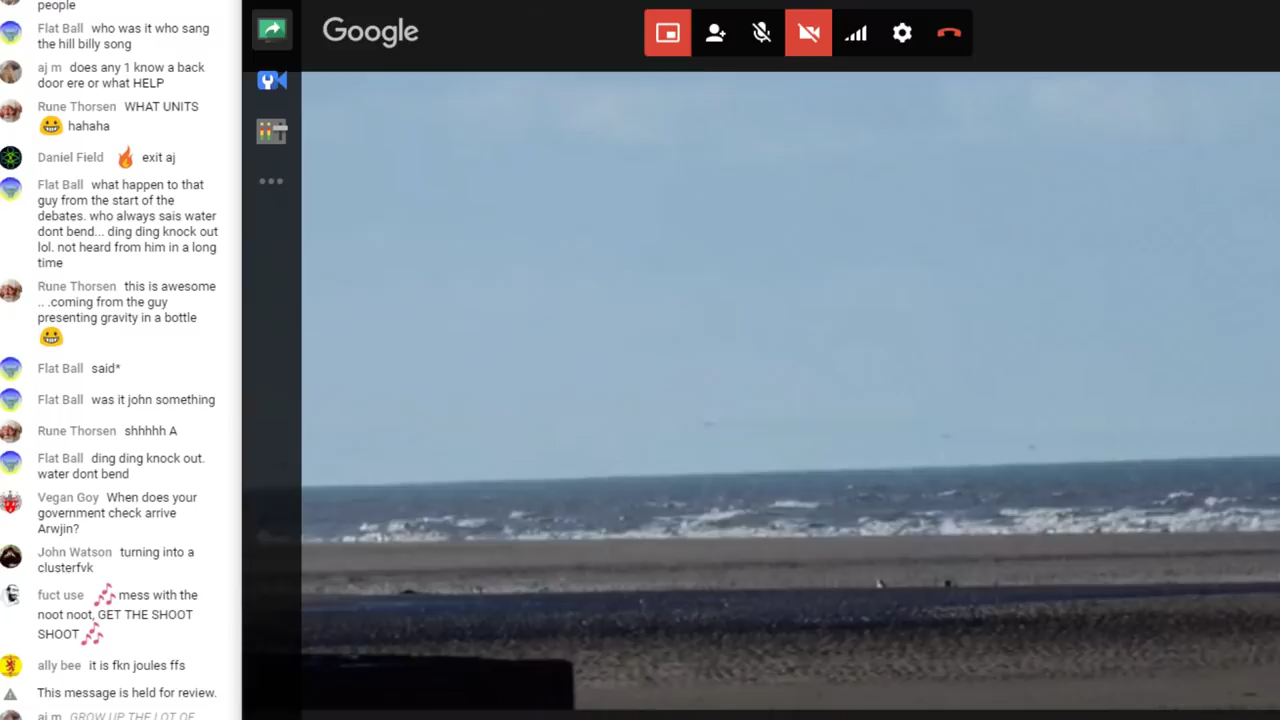 people
Flat Ball who was it who sang
the hill billy song
aj m does any 1 know a back
door ere or what HELP
Rune Thorsen WHAT UNITS
😀 hahaha
Daniel Field 🔥 exit aj
Flat Ball what happen to that
guy from the start of the
debates. who always sais water
dont bend... ding ding knock out
lol. not heard from him in a long
time
Rune Thorsen this is awesome
.. .coming from the guy
presenting gravity in a bottle
😀
Flat Ball said*
Flat Ball was it john something
Rune Thorsen shhhhh A
Flat Ball ding ding knock out.
water dont bend
Vegan Goy When does your
government check arrive
Arwjin?
John Watson turning into a
clusterfvk
fuct use 🎶 mess with the
noot noot, GET THE SHOOT
SHOOT 🎶
ally bee it is fkn joules ffs
This message is held for review.
aj m GROW UP THE LOT OF
Google